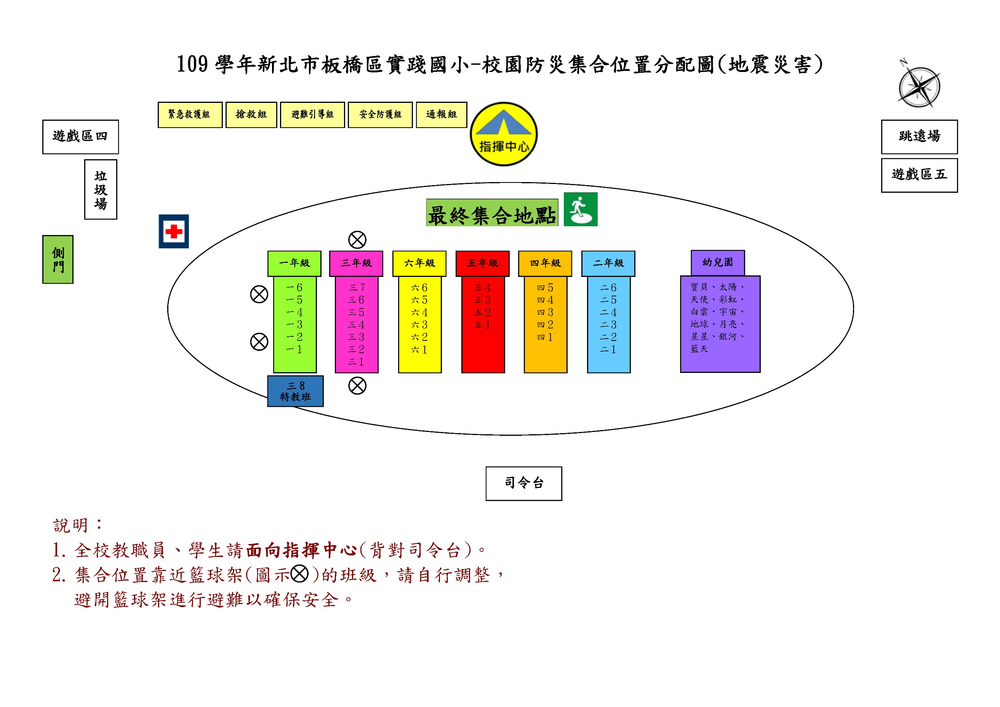 109 學年新北市板橋區實踐國小-校園防災集合位置分配圖(地震災害)
N
緊急救護組
搶救組
避難引導組
安全防護組
通報組
指揮中心
遊戲區四
跳遠場
垃圾場
遊戲區五
最終集合地點
側門
一年級
三年級
六年級
五年級
四年級
二年級
幼兒園
一6
一5
一4
一3
一2
一1
三7
三6
三5
三4
三3
三2
三1
六6
六5
六4
六3
六2
六1
五4
五3
五2
五1
四5
四4
四3
四2
四1
二6
二5
二4
二3
二2
二1
寶貝、太陽、
天使、彩虹、
白雲、宇宙、
地球、月亮、
星星、銀河、
藍天
三8
特教班
司令台
說明：
1. 全校教職員、學生請面向指揮中心(背對司令台)。
2. 集合位置靠近籃球架(圖示⊗)的班級，請自行調整，
避開籃球架進行避難以確保安全。